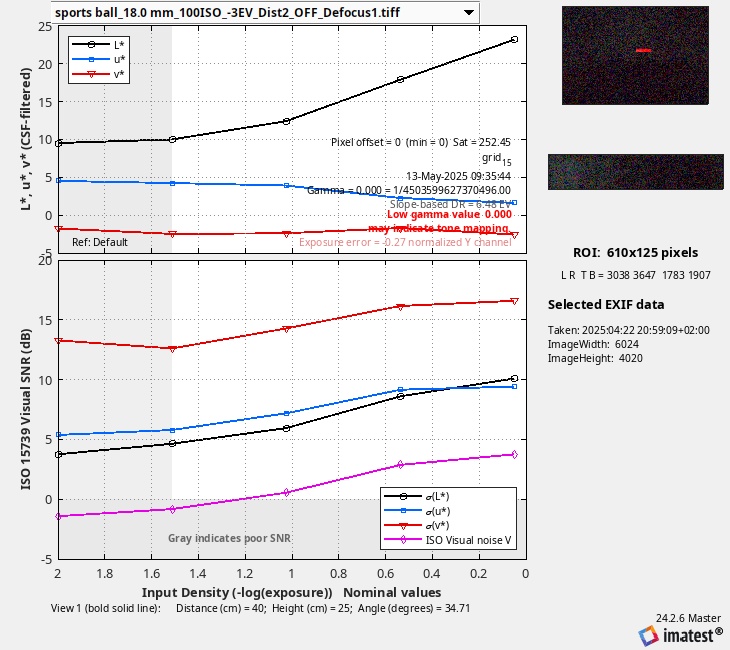 sports ball_18.0 mm_100ISO_-3EV_Dist2_OFF_Defocus1.tiff
25
20
15
10
5
0
-5
L*, u*, v* (CSF-filtered)
L*
u*
v*
Pixel offset = 0 (min = 0) Sat = 252.45
grid15
13-May-2025 09:35:44
Gamma = 0.000 = 1/4503599627370496.00
Slope-based DR = 6.48 EV
Low gamma value 0.000
may indicate tone mapping.
Exposure error = -0.27 normalized Y channel
Ref: Default
20
15
10
5
0
-5
ISO 15739 Visual SNR (dB)
σ(L*)
σ(u*)
σ(v*)
ISO Visual noise V
Gray indicates poor SNR
2 1.8 1.6 1.4 1.2 1 0.8 0.6 0.4 0.2 0
Input Density (-log(exposure)) Nominal values
View 1 (bold solid line): Distance (cm) = 40; Height (cm) = 25; Angle (degrees) = 34.71
ROI: 610x125 pixels
L R T B = 3038 3647 1783 1907
Selected EXIF data
Taken: 2025:04:22 20:59:09+02:00
ImageWidth: 6024
ImageHeight: 4020
24.2.6 Master
imatest®